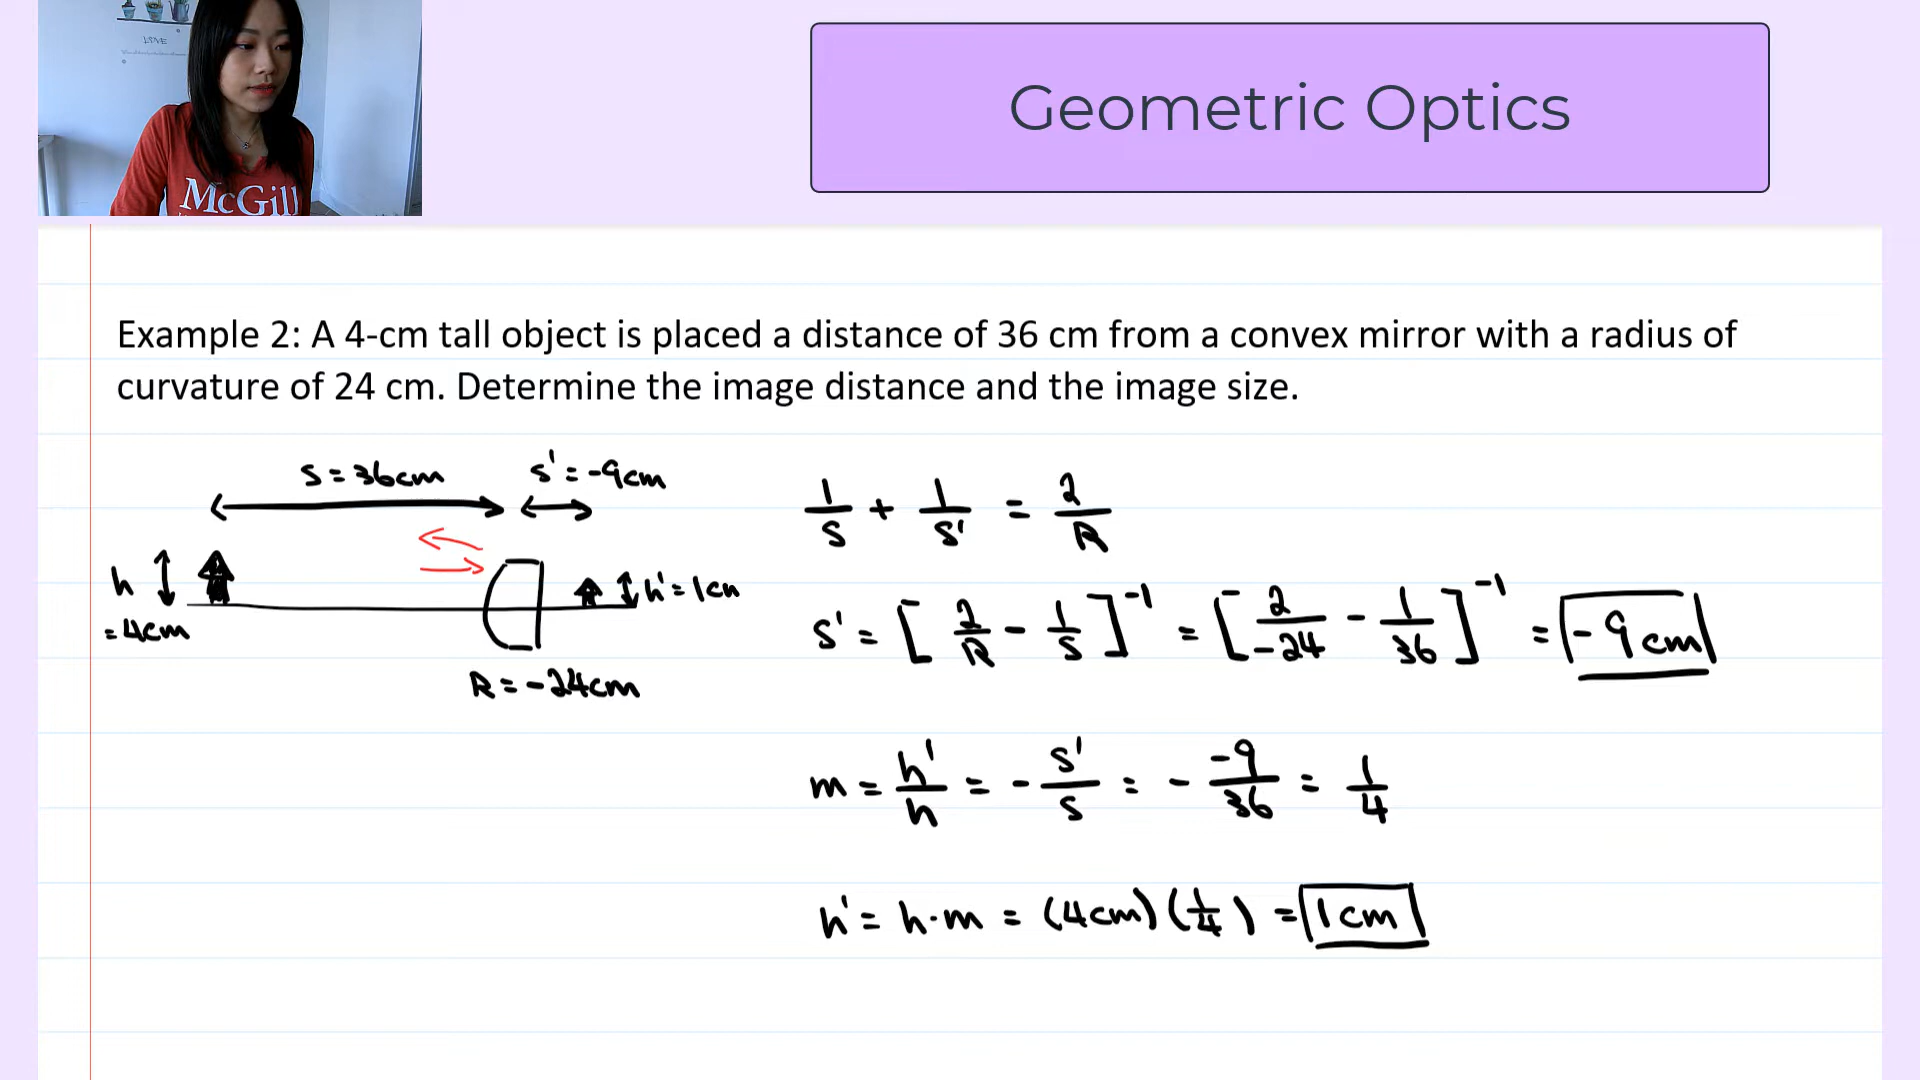 LOVE
McGill
Geometric Optics
Example 2: A 4-cm tall object is placed a distance of 36 cm from a convex mirror with a radius of
curvature of 24 cm. Determine the image distance and the image size.
s = 36cm
s' = -9cm
h
= 4cm
h' = 1cm
R = -24cm
1/s + 1/s' = 2/R
s' = [2/R - 1/s]^-1 = [2/-24 - 1/36]^-1 = -9cm
m = h'/h = - s'/s = - -9/36 = 1/4
h' = h·m = (4cm)(1/4) = 1cm